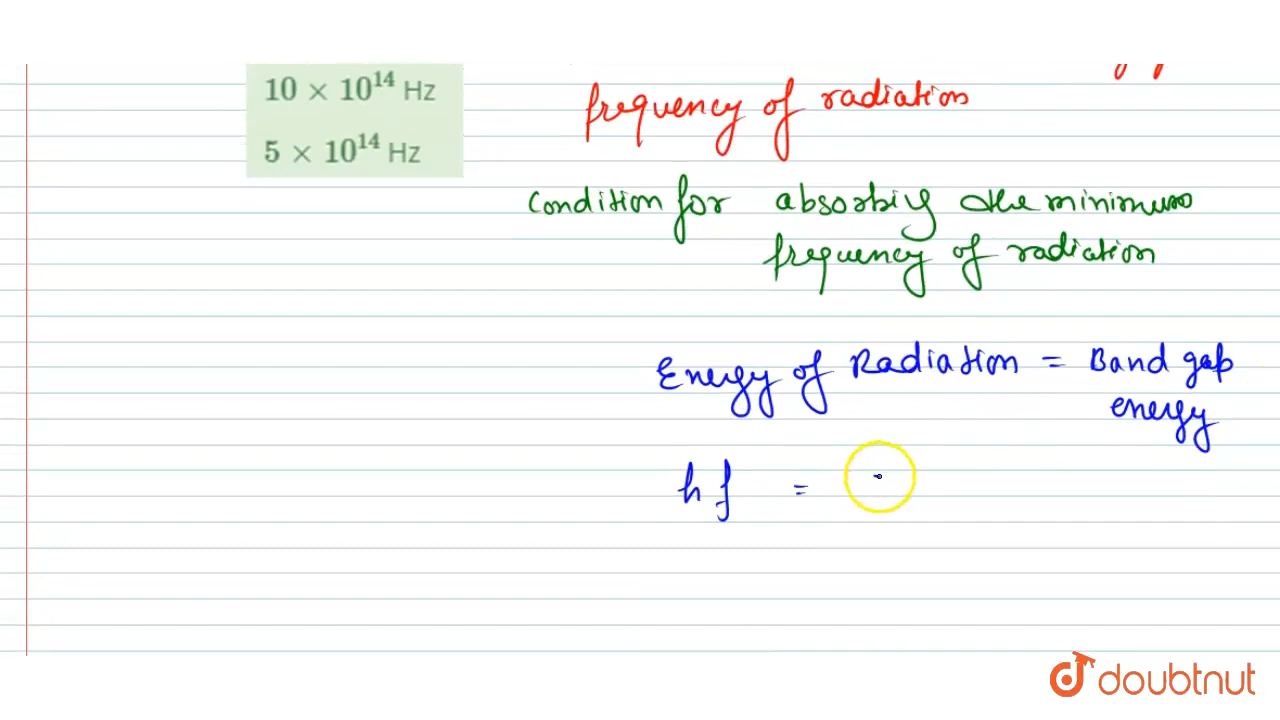 10 × 10¹⁴ Hz
5 × 10¹⁴ Hz
frequency of radiation
Condition for absorbing the minimum
frequency of radiation
Energy of Radiation = Band gap
energy
hf =
doubtnut